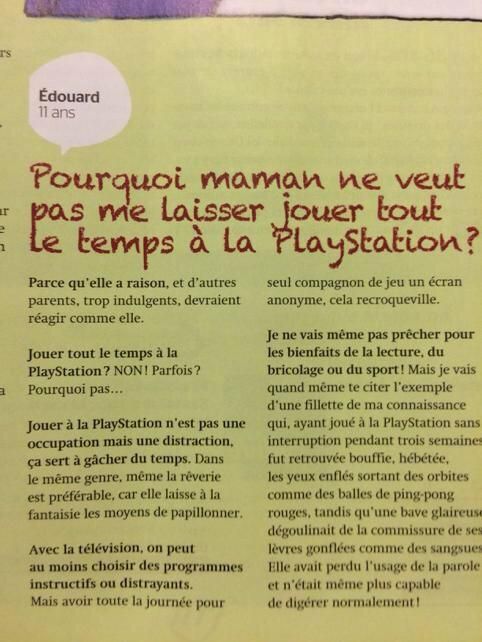 Édouard
11 ans
Pourquoi maman ne veut
pas me laisser jouer tout
le temps à la PlayStation?
Parce qu'elle a raison, et d'autres
parents, trop indulgents, devraient
réagir comme elle.
Jouer tout le temps à la
PlayStation? NON! Parfois?
Pourquoi pas…
Jouer à la PlayStation n'est pas une
occupation mais une distraction,
ça sert à gâcher du temps. Dans
le même genre, même la rêverie
est préférable, car elle laisse à la
fantaisie les moyens de papillonner.
Avec la télévision, on peut
au moins choisir des programmes
instructifs ou distrayants.
Mais avoir toute la journée pour
seul compagnon de jeu un écran
anonyme, cela recroqueville.
Je ne vais même pas prêcher pour
les bienfaits de la lecture, du
bricolage ou du sport! Mais je vais
quand même te citer l'exemple
d'une fillette de ma connaissance
qui, ayant joué à la PlayStation sans
interruption pendant trois semaines
fut retrouvée bouffie, hébétée,
les yeux enflés sortant des orbites
comme des balles de ping-pong
rouges, tandis qu'une bave glaireuse
dégoulinait de la commissure de ses
lèvres gonflées comme des sangsues
Elle avait perdu l'usage de la parole
et n'était même plus capable
de digérer normalement!